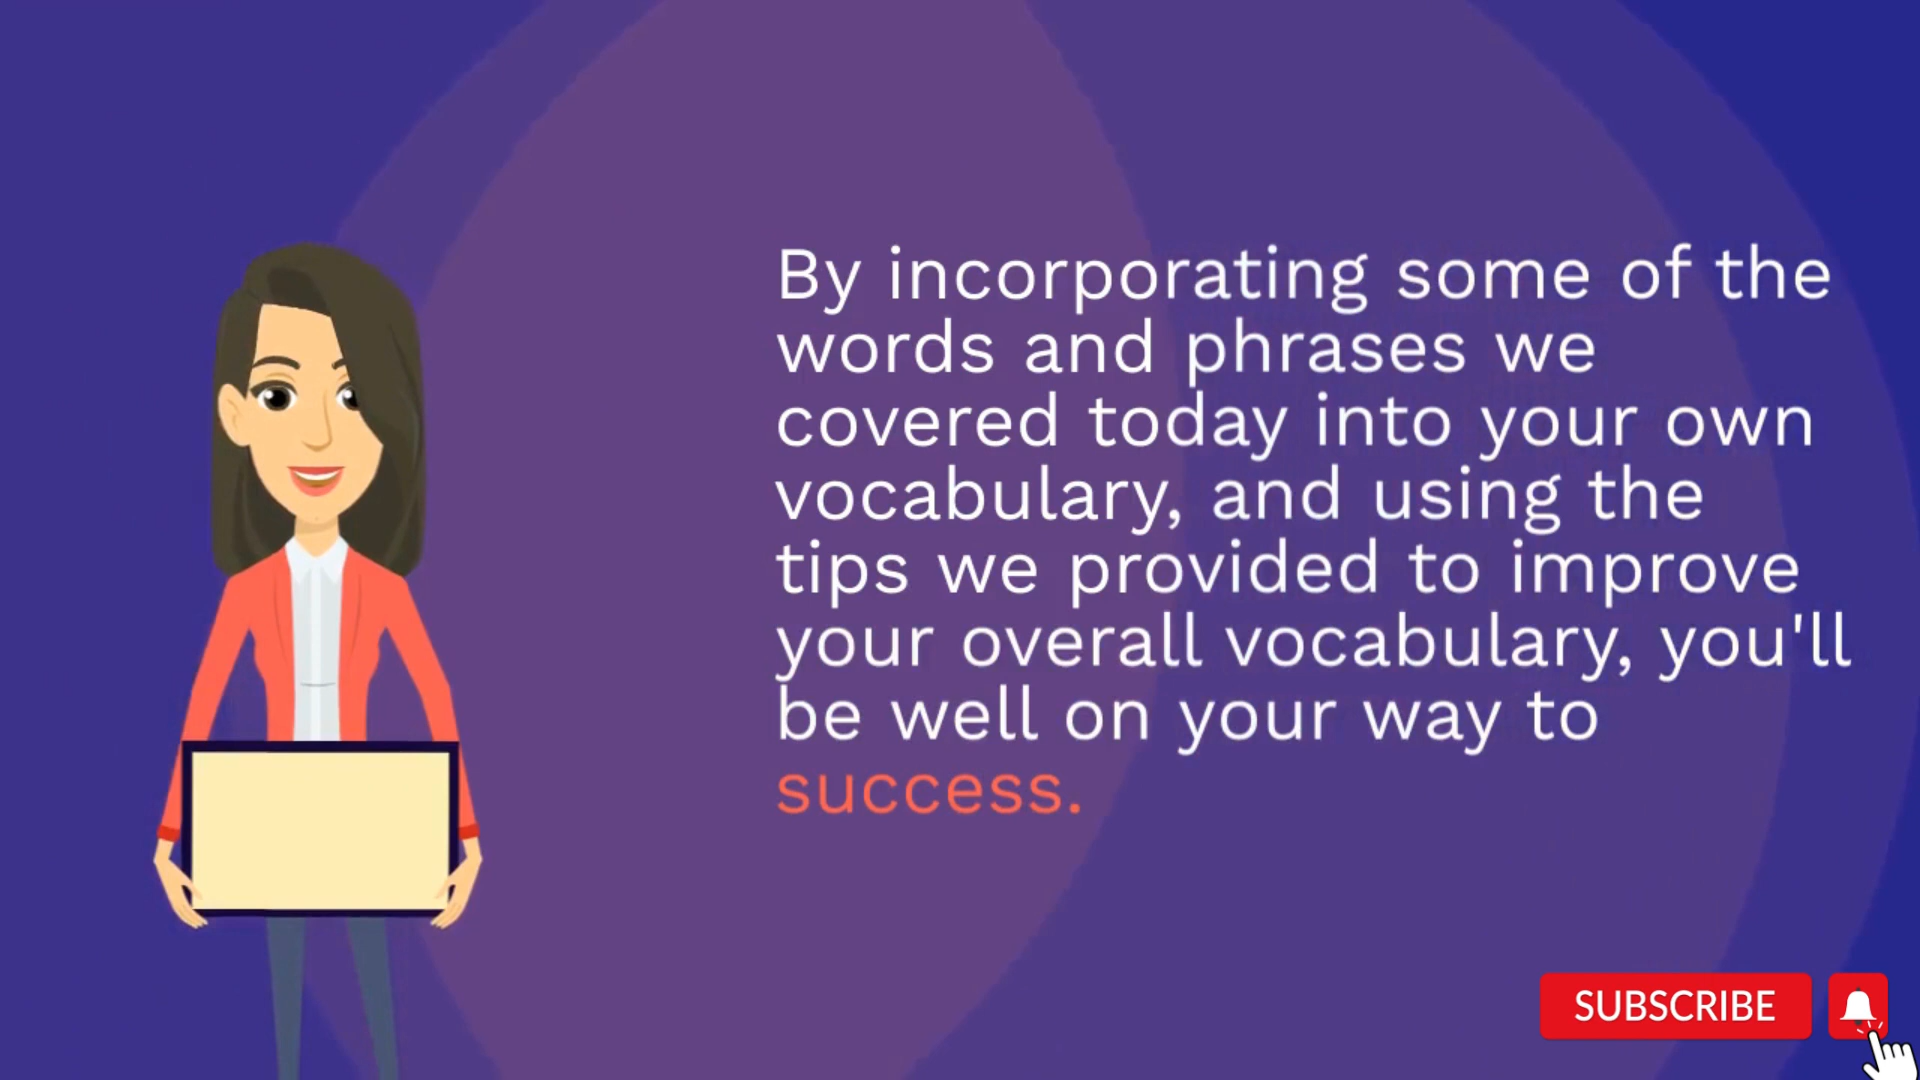 By incorporating some of the
words and phrases we
covered today into your own
vocabulary, and using the
tips we provided to improve
your overall vocabulary, you'll
be well on your way to
success.
SUBSCRIBE